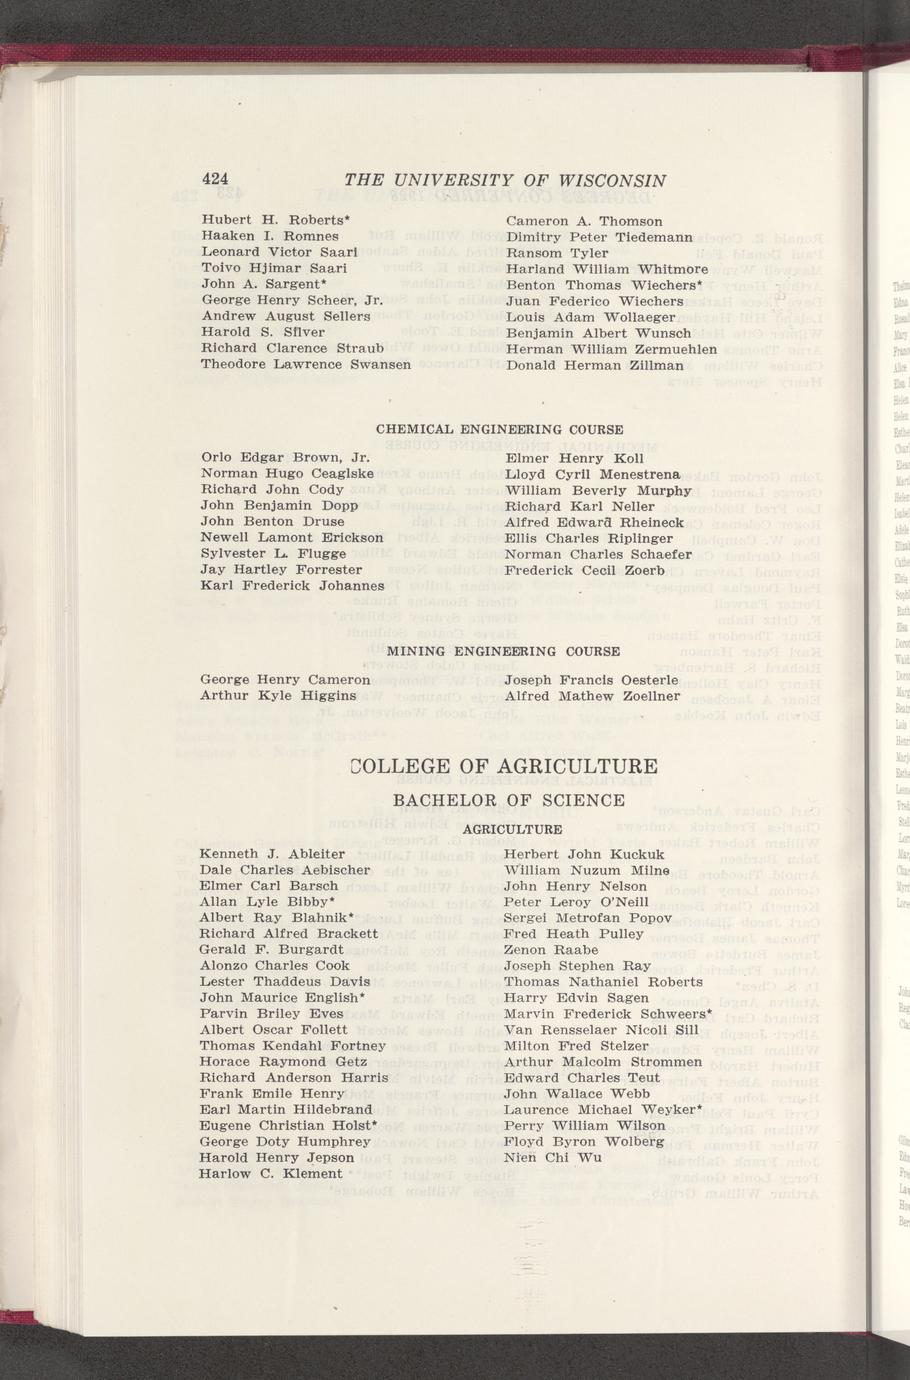 424 THE UNIVERSITY OF WISCONSIN
Hubert H. Roberts*
Haaken I. Romnes
Leonard Victor Saari
Toivo Hjimar Saari
John A. Sargent*
George Henry Scheer, Jr.
Andrew August Sellers
Harold S. Silver
Richard Clarence Straub
Theodore Lawrence Swansen
Cameron A. Thomson
Dimitry Peter Tiedemann
Ransom Tyler
Harland William Whitmore
Benton Thomas Wiechers*
Juan Federico Wiechers
Louis Adam Wollaeger
Benjamin Albert Wunsch
Herman William Zermuehlen
Donald Herman Zillman
CHEMICAL ENGINEERING COURSE
Orlo Edgar Brown, Jr.
Norman Hugo Ceaglske
Richard John Cody
John Benjamin Dopp
John Benton Druse
Newell Lamont Erickson
Sylvester L. Flugge
Jay Hartley Forrester
Karl Frederick Johannes
Elmer Henry Koll
Lloyd Cyril Menestrena
William Beverly Murphy
Richard Karl Neller
Alfred Edward Rheineck
Ellis Charles Riplinger
Norman Charles Schaefer
Frederick Cecil Zoerb
MINING ENGINEERING COURSE
George Henry Cameron
Arthur Kyle Higgins
Joseph Francis Oesterle
Alfred Mathew Zoellner
COLLEGE OF AGRICULTURE
BACHELOR OF SCIENCE
AGRICULTURE
Kenneth J. Ableiter
Dale Charles Aebischer
Elmer Carl Barsch
Allan Lyle Bibby*
Albert Ray Blahnik*
Richard Alfred Brackett
Gerald F. Burgardt
Alonzo Charles Cook
Lester Thaddeus Davis
John Maurice English*
Parvin Briley Eves
Albert Oscar Follett
Thomas Kendahl Fortney
Horace Raymond Getz
Richard Anderson Harris
Frank Emile Henry
Earl Martin Hildebrand
Eugene Christian Holst*
George Doty Humphrey
Harold Henry Jepson
Harlow C. Klement
Herbert John Kuckuk
William Nuzum Milne
John Henry Nelson
Peter Leroy O'Neill
Sergei Metrofan Popov
Fred Heath Pulley
Zenon Raabe
Joseph Stephen Ray
Thomas Nathaniel Roberts
Harry Edvin Sagen
Marvin Frederick Schweers*
Van Rensselaer Nicoli Sill
Milton Fred Stelzer
Arthur Malcolm Strommen
Edward Charles Teut
John Wallace Webb
Laurence Michael Weyker*
Perry William Wilson
Floyd Byron Wolberg
Nien Chi Wu